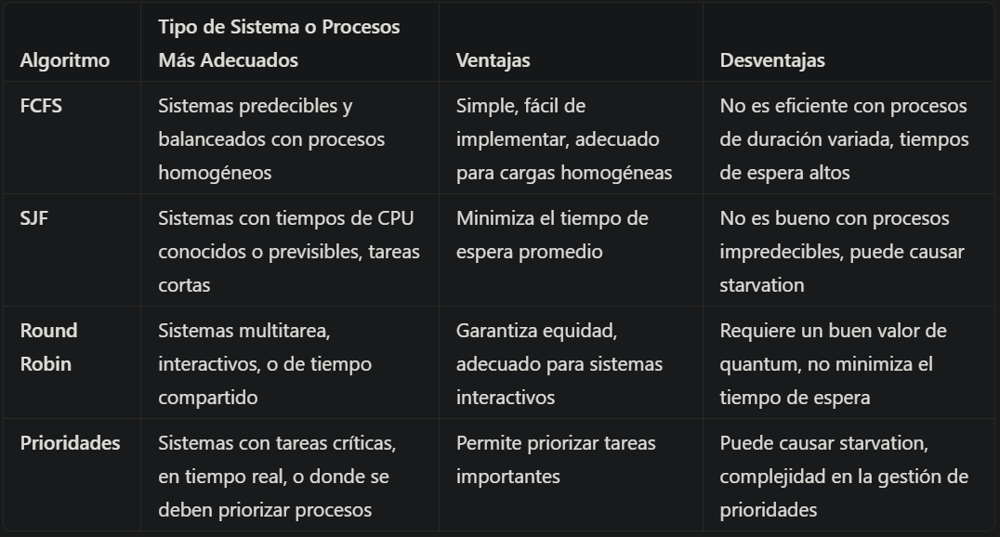 Algoritmo
Tipo de Sistema o Procesos
Más Adecuados
Ventajas
Desventajas
FCFS
Sistemas predecibles y
balanceados con procesos
homogéneos
Simple, fácil de
implementar, adecuado
para cargas homogéneas
No es eficiente con procesos
de duración variada, tiempos
de espera altos
SJF
Sistemas con tiempos de CPU
conocidos o previsibles, tareas
cortas
Minimiza el tiempo de
espera promedio
No es bueno con procesos
impredecibles, puede causar
starvation
Round
Robin
Sistemas multitarea,
interactivos, o de tiempo
compartido
Garantiza equidad,
adecuado para sistemas
interactivos
Requiere un buen valor de
quantum, no minimiza el
tiempo de espera
Prioridades
Sistemas con tareas críticas,
en tiempo real, o donde se
deben priorizar procesos
Permite priorizar tareas
importantes
Puede causar starvation,
complejidad en la gestión de
prioridades